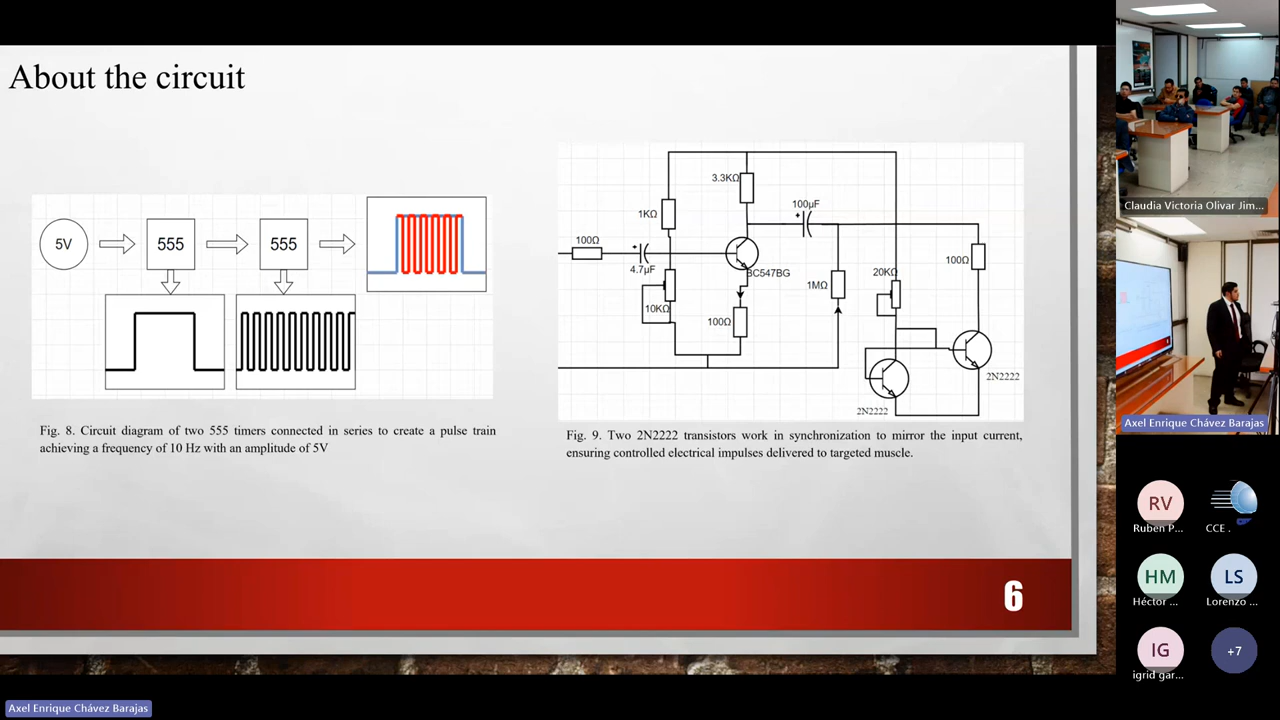 About the circuit
5V
555
555
Fig. 8. Circuit diagram of two 555 timers connected in series to create a pulse train
achieving a frequency of 10 Hz with an amplitude of 5V
3.3KΩ
1KΩ
100µF
100Ω
4.7µF
BC547BG
100Ω
20KΩ
1MΩ
10KΩ
100Ω
2N2222
2N2222
Fig. 9. Two 2N2222 transistors work in synchronization to mirror the input current,
ensuring controlled electrical impulses delivered to targeted muscle.
6
Claudia Victoria Olivar Jim...
Axel Enrique Chávez Barajas
RV
Ruben P...
CCE .
HM
Héctor ...
LS
Lorenzo ...
IG
igrid gar...
+7
Axel Enrique Chávez Barajas